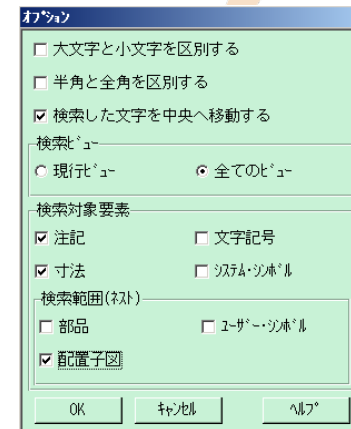 ｵﾌﾟｼｮﾝ
大文字と小文字を区別する
半角と全角を区別する
検索した文字を中央へ移動する
検索ﾋﾞｭｰ
現行ﾋﾞｭｰ 全てのﾋﾞｭｰ
検索対象要素
注記 文字記号
寸法 ｼｽﾃﾑ･ｼﾝﾎﾞﾙ
検索範囲(ﾈｽﾄ)
部品 ﾕｰｻﾞｰ･ｼﾝﾎﾞﾙ
配置子図
OK ｷｬﾝｾﾙ ﾍﾙﾌﾟ